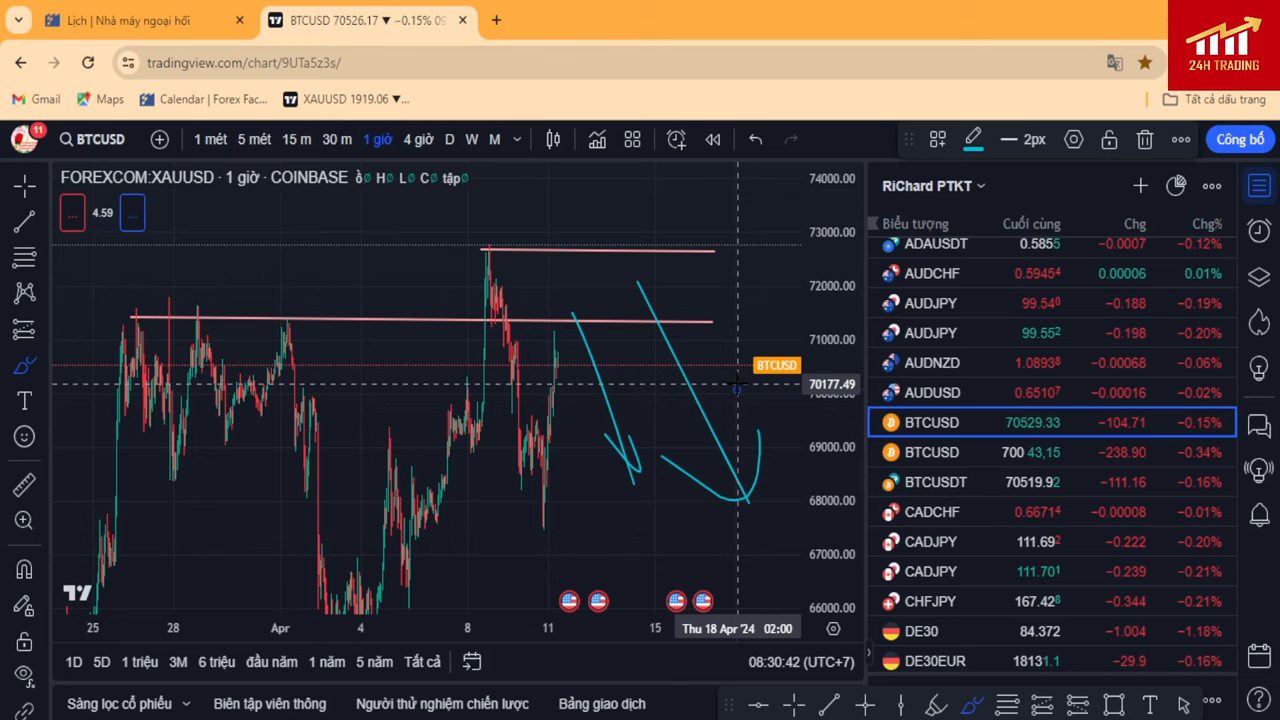 Lịch | Nhà máy ngoại hối
BTCUSD 70526.17 ▼ −0.15% 09
tradingview.com/chart/9UTa5z3s/
24H TRADING
Gmail
Maps
Calendar | Forex Fac...
XAUUSD 1919.06 ▼...
Tất cả dấu trang
11
BTCUSD
1 mét
5 mét
15 m
30 m
1 giờ
4 giờ
D
W
M
2px
Công bố
FOREXCOM:XAUUSD · 1 giờ · COINBASE ồ∅ H∅ L∅ C∅ tập∅
...
4.59
...
74000.00
73000.00
72000.00
71000.00
BTCUSD
70177.49
70000.00
69000.00
68000.00
67000.00
66000.00
25
28
Apr
4
8
11
15
Thu 18 Apr '24 02:00
RiChard PTKT
Biểu tượng Cuối cùng Chg Chg%
ADAUSDT 0.5855 −0.0007 −0.12%
AUDCHF 0.59454 0.00006 0.01%
AUDJPY 99.540 −0.188 −0.19%
AUDJPY 99.552 −0.198 −0.20%
AUDNZD 1.08938 −0.00068 −0.06%
AUDUSD 0.65107 −0.00016 −0.02%
BTCUSD 70529.33 −104.71 −0.15%
BTCUSD 700 43,15 −238.90 −0.34%
BTCUSDT 70519.92 −111.16 −0.16%
CADCHF 0.66714 −0.00008 −0.01%
CADJPY 111.692 −0.222 −0.20%
CADJPY 111.701 −0.239 −0.21%
CHFJPY 167.428 −0.344 −0.21%
DE30 84.372 −1.004 −1.18%
DE30EUR 18131.1 −29.9 −0.16%
1D
5D
1 triệu
3M
6 triệu
đầu năm
1 năm
5 năm
Tất cả
08:30:42 (UTC+7)
Sàng lọc cổ phiếu
Biên tập viên thông
Người thử nghiệm chiến lược
Bảng giao dịch